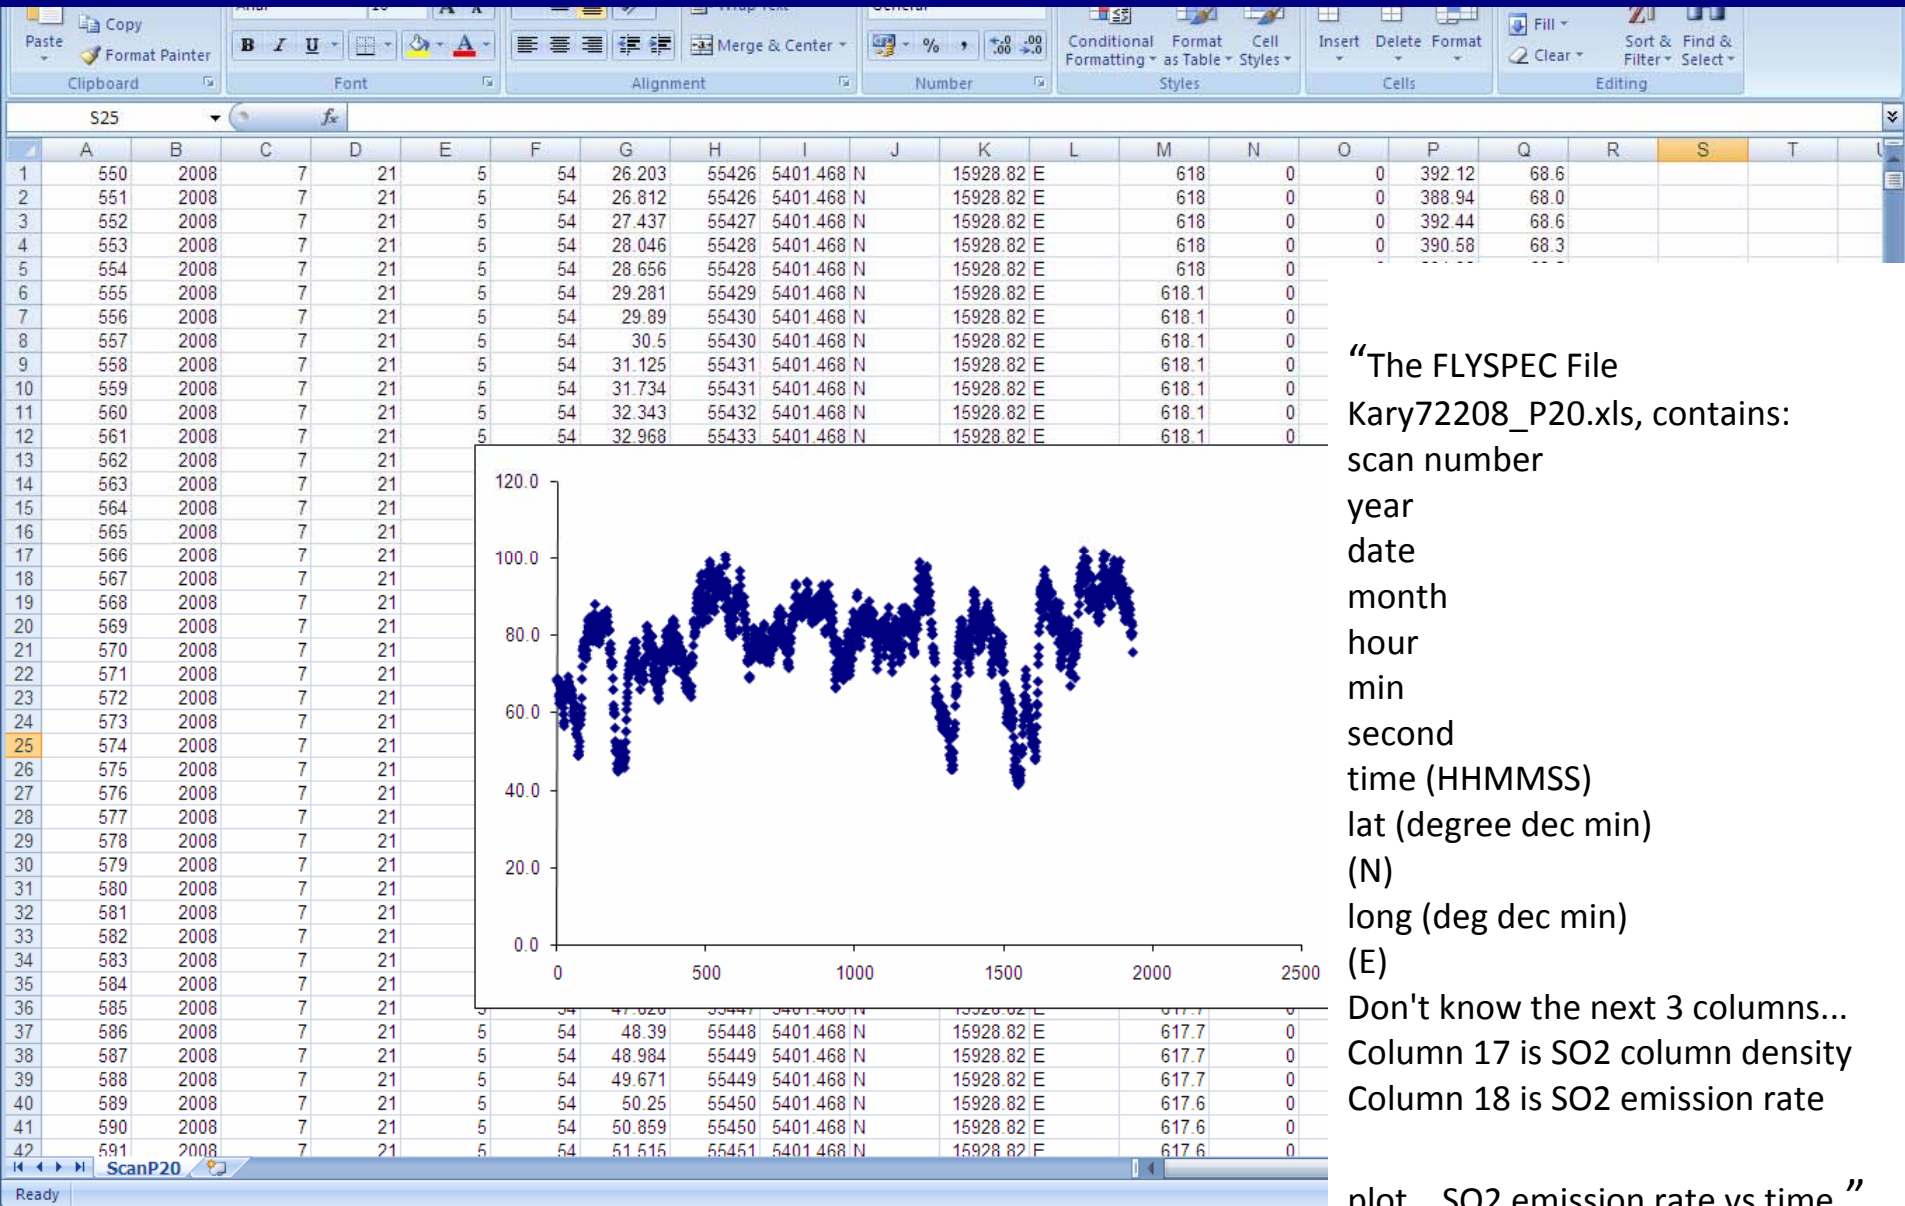 Copy
Wrap Text
General
Paste
Format Painter
B I U
Merge & Center
%
Conditional Formatting
Format as Table
Cell Styles
Insert Delete Format
Fill
Clear
Sort & Filter
Find & Select
Clipboard Font Alignment Number Styles Cells Editing
S25 fx
A B C D E F G H I J K L M N O P Q R S T
1 550 2008 7 21 5 54 26.203 55426 5401.468 N 15928.82 E 618 0 0 392.12 68.6
2 551 2008 7 21 5 54 26.812 55426 5401.468 N 15928.82 E 618 0 0 388.94 68.0
3 552 2008 7 21 5 54 27.437 55427 5401.468 N 15928.82 E 618 0 0 392.44 68.6
4 553 2008 7 21 5 54 28.046 55428 5401.468 N 15928.82 E 618 0 0 390.58 68.3
5 554 2008 7 21 5 54 28.656 55428 5401.468 N 15928.82 E 618 0
6 555 2008 7 21 5 54 29.281 55429 5401.468 N 15928.82 E 618.1 0
7 556 2008 7 21 5 54 29.89 55430 5401.468 N 15928.82 E 618.1 0
8 557 2008 7 21 5 54 30.5 55430 5401.468 N 15928.82 E 618.1 0
9 558 2008 7 21 5 54 31.125 55431 5401.468 N 15928.82 E 618.1 0
10 559 2008 7 21 5 54 31.734 55431 5401.468 N 15928.82 E 618.1 0
11 560 2008 7 21 5 54 32.343 55432 5401.468 N 15928.82 E 618.1 0
12 561 2008 7 21 5 54 32.968 55433 5401.468 N 15928.82 E 618.1 0
13 562 2008 7 21
14 563 2008 7 21
15 564 2008 7 21
16 565 2008 7 21
17 566 2008 7 21
18 567 2008 7 21
19 568 2008 7 21
20 569 2008 7 21
21 570 2008 7 21
22 571 2008 7 21
23 572 2008 7 21
24 573 2008 7 21
25 574 2008 7 21
26 575 2008 7 21
27 576 2008 7 21
28 577 2008 7 21
29 578 2008 7 21
30 579 2008 7 21
31 580 2008 7 21
32 581 2008 7 21
33 582 2008 7 21
34 583 2008 7 21
35 584 2008 7 21
36 585 2008 7 21
37 586 2008 7 21 5 54 48.39 55448 5401.468 N 15928.82 E 617.7 0
38 587 2008 7 21 5 54 48.984 55449 5401.468 N 15928.82 E 617.7 0
39 588 2008 7 21 5 54 49.671 55449 5401.468 N 15928.82 E 617.7 0
40 589 2008 7 21 5 54 50.25 55450 5401.468 N 15928.82 E 617.6 0
41 590 2008 7 21 5 54 50.859 55450 5401.468 N 15928.82 E 617.6 0
42 591 2008 7 21 5 54 51.515 55451 5401.468 N 15928.82 E 617.6 0
120.0
100.0
80.0
60.0
40.0
20.0
0.0
0 500 1000 1500 2000 2500
ScanP20
Ready
“The FLYSPEC File
Kary72208_P20.xls, contains:
scan number
year
date
month
hour
min
second
time (HHMMSS)
lat (degree dec min)
(N)
long (deg dec min)
(E)
Don't know the next 3 columns...
Column 17 is SO2 column density
Column 18 is SO2 emission rate
plot... SO2 emission rate vs time.”